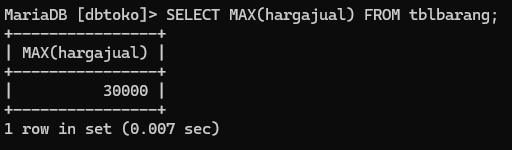 MariaDB [dbtoko]> SELECT MAX(hargajual) FROM tblbarang;
+----------------+
| MAX(hargajual) |
+----------------+
|          30000 |
+----------------+
1 row in set (0.007 sec)